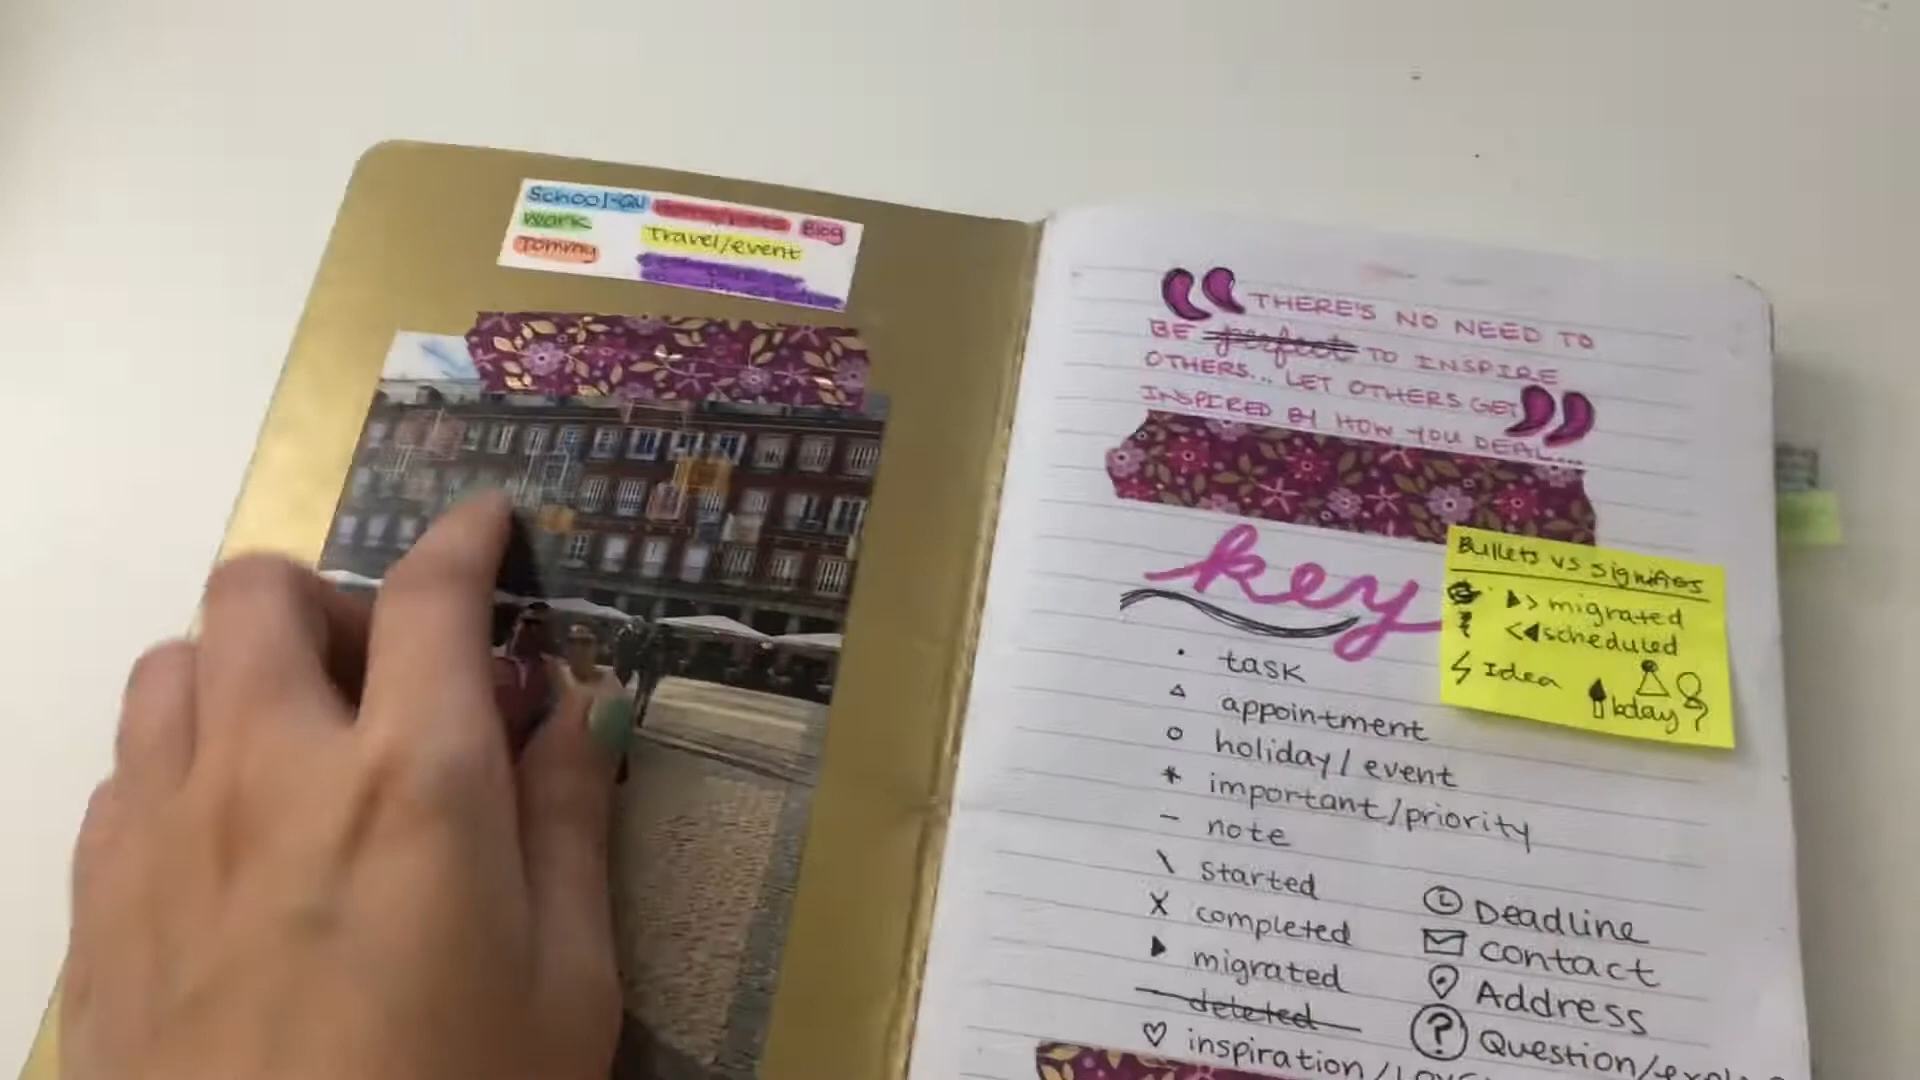 School-QU Blog
Work Travel/event
Tommy
THERE'S NO NEED TO
BE perfect TO INSPIRE
OTHERS... LET OTHERS GET
INSPIRED BY HOW YOU DEAL....
key
Bullets vs signifiers
migrated
scheduled
Idea
bday
• task
△ appointment
○ holiday/event
* important/priority
– note
\ started
X completed
▶ migrated
deleted
♡ inspiration/
Deadline
Contact
Address
? Question/